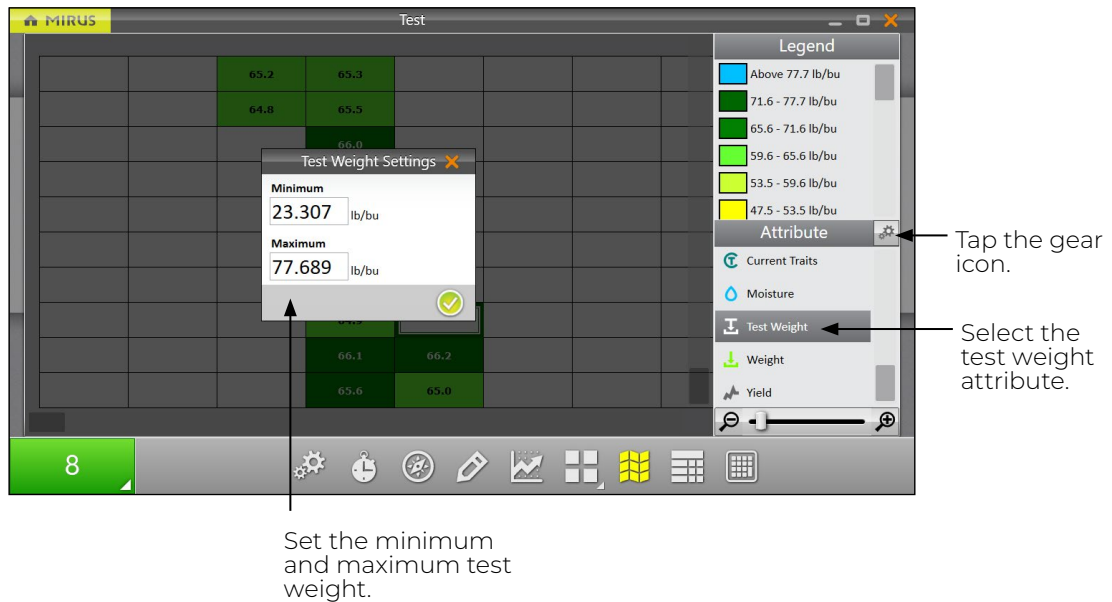 MIRUS
Test
65.2 65.3
64.8 65.5
66.0
64.9
66.1 66.2
65.6 65.0
Test Weight Settings
Minimum
23.307 lb/bu
Maximum
77.689 lb/bu
Legend
Above 77.7 lb/bu
71.6 - 77.7 lb/bu
65.6 - 71.6 lb/bu
59.6 - 65.6 lb/bu
53.5 - 59.6 lb/bu
47.5 - 53.5 lb/bu
Attribute
Current Traits
Moisture
Test Weight
Weight
Yield
Tap the gear
icon.
Select the
test weight
attribute.
8
Set the minimum
and maximum test
weight.